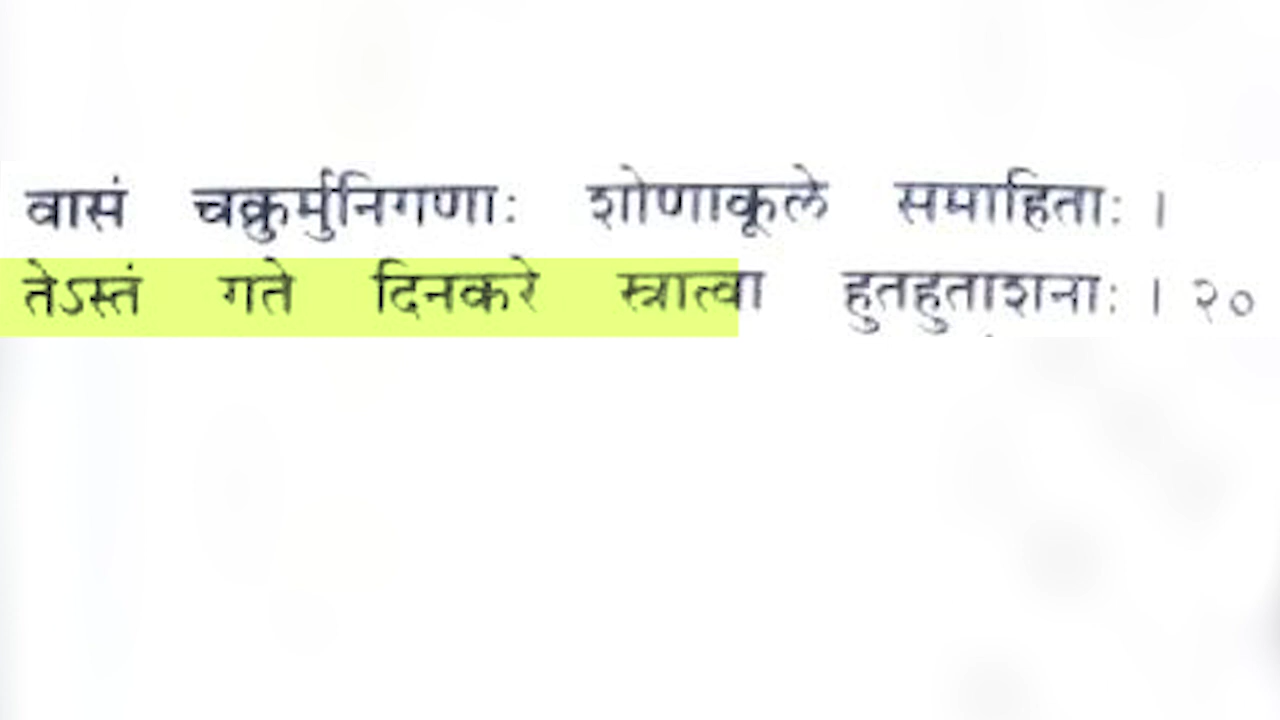 वासं चक्रुर्मुनिगणाः शोणाकूले समाहिताः ।
तेऽस्तं गते दिनकरे स्नात्वा हुतहुताशनाः । २०